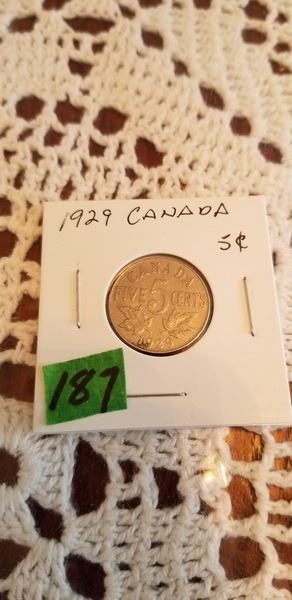 1929 CANADA
5¢
CANADA
FIVE 5 CENTS
1929
187